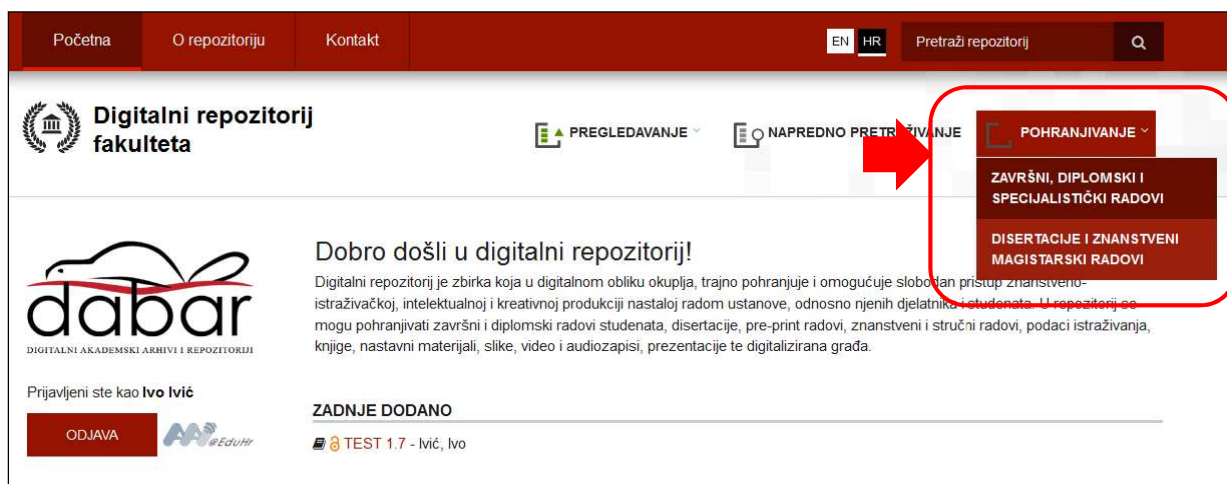 Početna O repozitoriju Kontakt EN HR Pretraži repozitorij
Digitalni repozitorij
fakulteta
PREGLEDAVANJE NAPREDNO PRETRAŽIVANJE POHRANJIVANJE
ZAVRŠNI, DIPLOMSKI I
SPECIJALISTIČKI RADOVI
DISERTACIJE I ZNANSTVENI
MAGISTARSKI RADOVI
dabar
DIGITALNI AKADEMSKI ARHIVI I REPOZITORIJI
Prijavljeni ste kao Ivo Ivić
ODJAVA AAI@EduHr
Dobro došli u digitalni repozitorij!
Digitalni repozitorij je zbirka koja u digitalnom obliku okuplja, trajno pohranjuje i omogućuje slobodan pristup znanstveno-
istraživačkoj, intelektualnoj i kreativnoj produkciji nastaloj radom ustanove, odnosno njenih djelatnika i studenata. U repozitorij se
mogu pohranjivati završni i diplomski radovi studenata, disertacije, pre-print radovi, znanstveni i stručni radovi, podaci istraživanja,
knjige, nastavni materijali, slike, video i audiozapisi, prezentacije te digitalizirana građa.
ZADNJE DODANO
TEST 1.7 - Ivić, Ivo